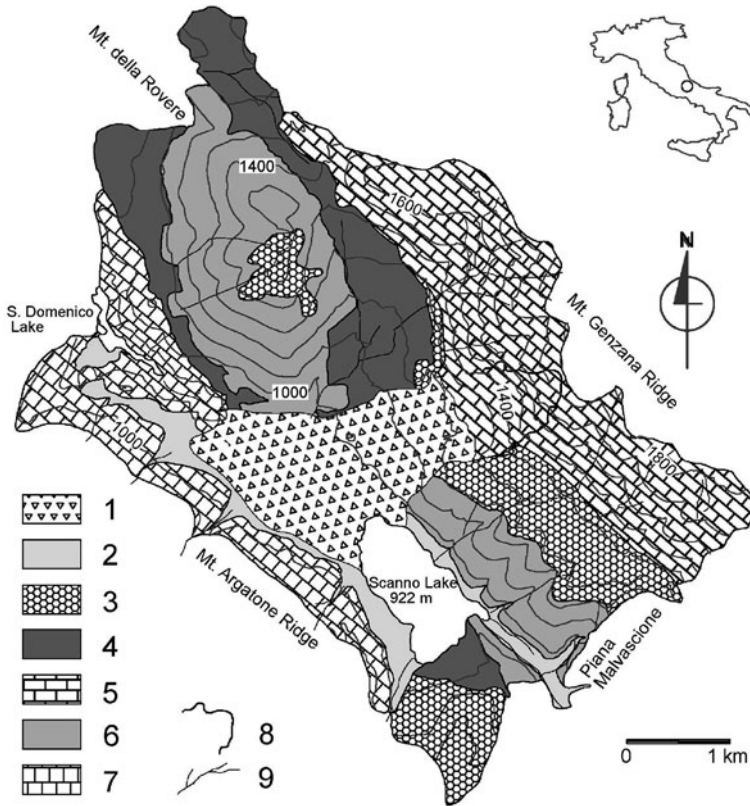 Mt. della Rovere
1400
1600
N
S. Domenico
Lake
Mt. Genzana Ridge
1000
1400
1000
1800
1
2
3
4
5
6
7
8
9
Scanno Lake
922 m
Mt. Argatone Ridge
Piana
Malvascione
0
1 km